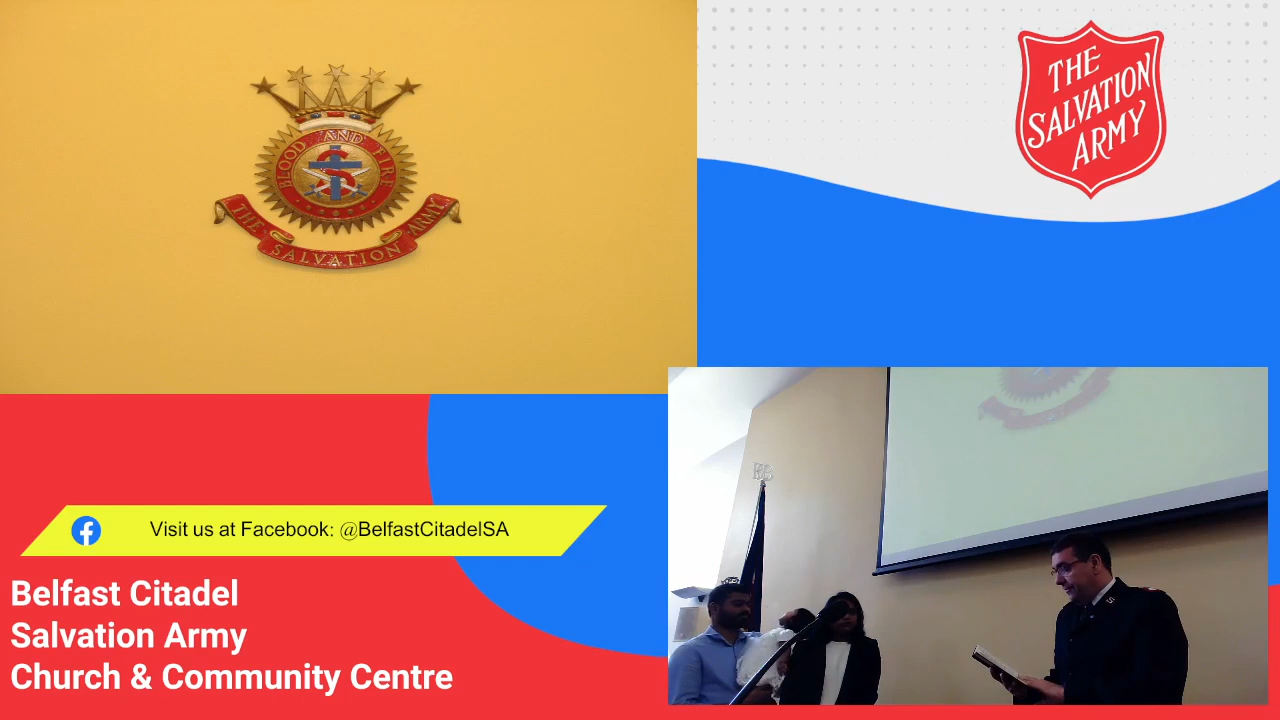 BLOOD AND FIRE
THE SALVATION ARMY
THE
SALVATION
ARMY
Visit us at Facebook: @BelfastCitadelSA
Belfast Citadel
Salvation Army
Church & Community Centre